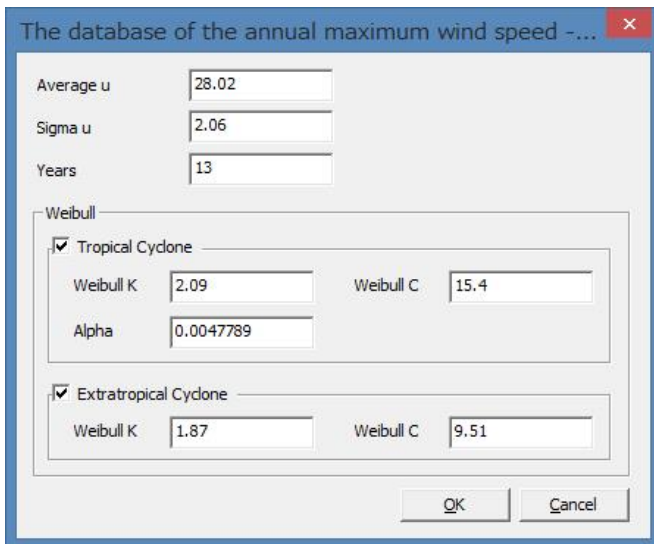 The database of the annual maximum wind speed -...
Average u 28.02
Sigma u 2.06
Years 13
Weibull
Tropical Cyclone
Weibull K 2.09 Weibull C 15.4
Alpha 0.0047789
Extratropical Cyclone
Weibull K 1.87 Weibull C 9.51
OK Cancel